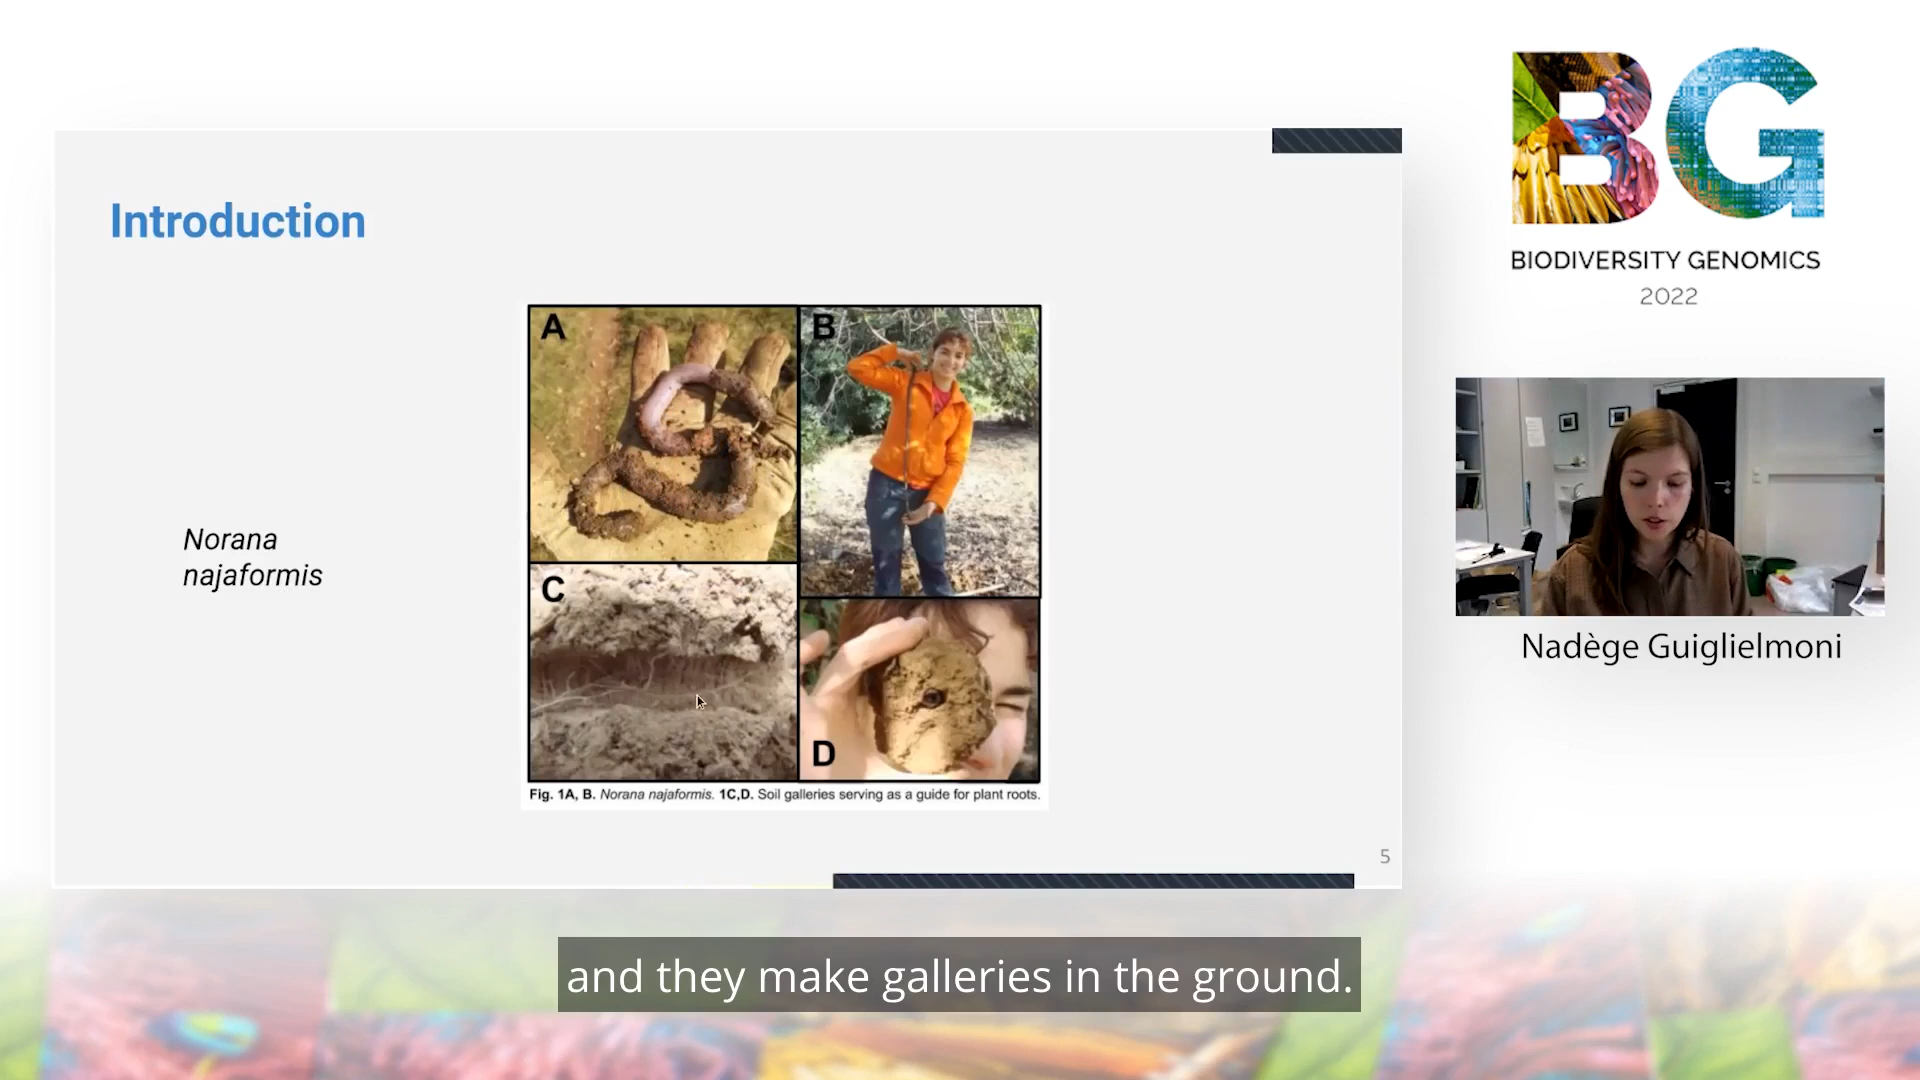 BG
BIODIVERSITY GENOMICS
2022
Introduction
Norana
najaformis
A
B
C
D
Fig. 1A, B. Norana najaformis. 1C,D. Soil galleries serving as a guide for plant roots.
5
Nadège Guiglielmoni
and they make galleries in the ground.